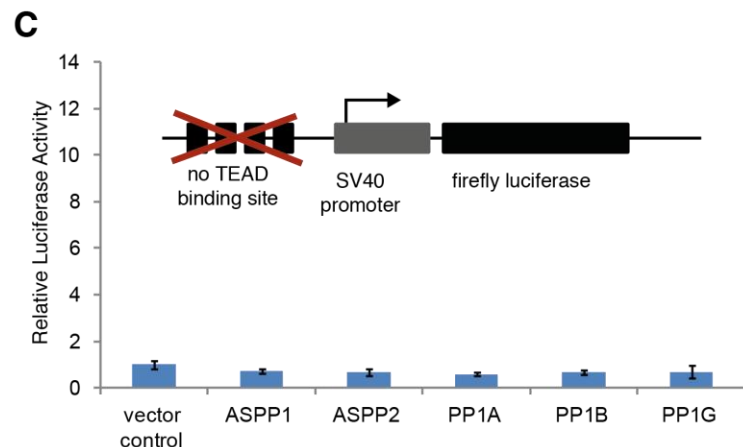 C
14
12
10
8
6
4
2
0
Relative Luciferase Activity
no TEAD
binding site
SV40
promoter
firefly luciferase
vector
control
ASPP1
ASPP2
PP1A
PP1B
PP1G